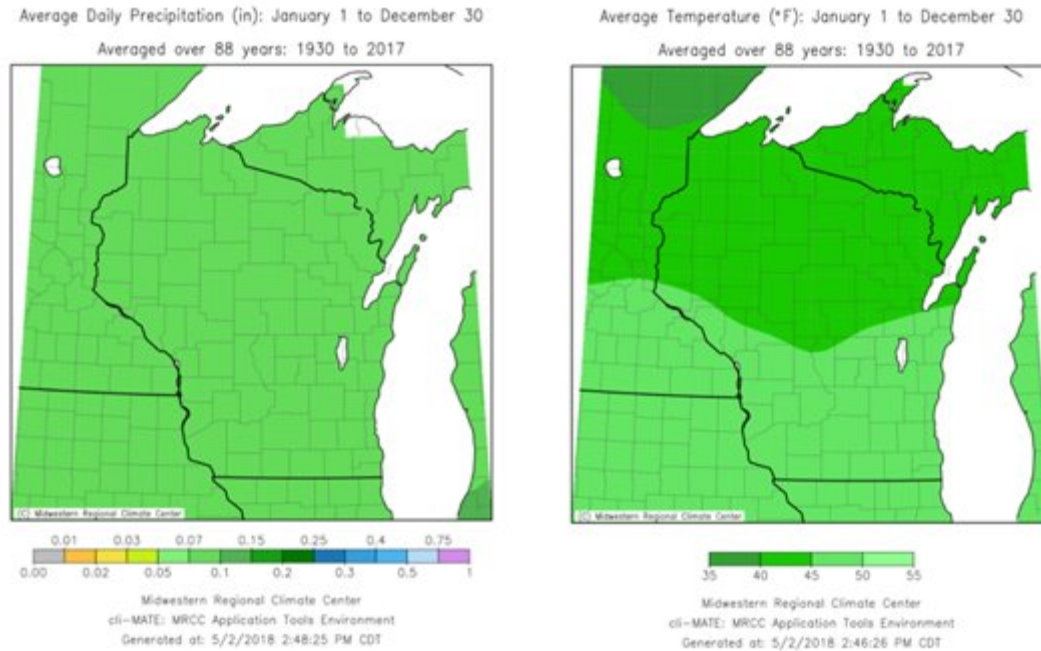 Average Daily Precipitation (in): January 1 to December 30
Averaged over 88 years: 1930 to 2017
(C) Midwestern Regional Climate Center
0.01 0.03 0.07 0.15 0.25 0.4 0.75
0.00 0.02 0.05 0.1 0.2 0.3 0.5 1
Midwestern Regional Climate Center
cli-MATE: MRCC Application Tools Environment
Generated at: 5/2/2018 2:48:25 PM CDT
Average Temperature (°F): January 1 to December 30
Averaged over 88 years: 1930 to 2017
(C) Midwestern Regional Climate Center
35 40 45 50 55
Midwestern Regional Climate Center
cli-MATE: MRCC Application Tools Environment
Generated at: 5/2/2018 2:46:26 PM CDT